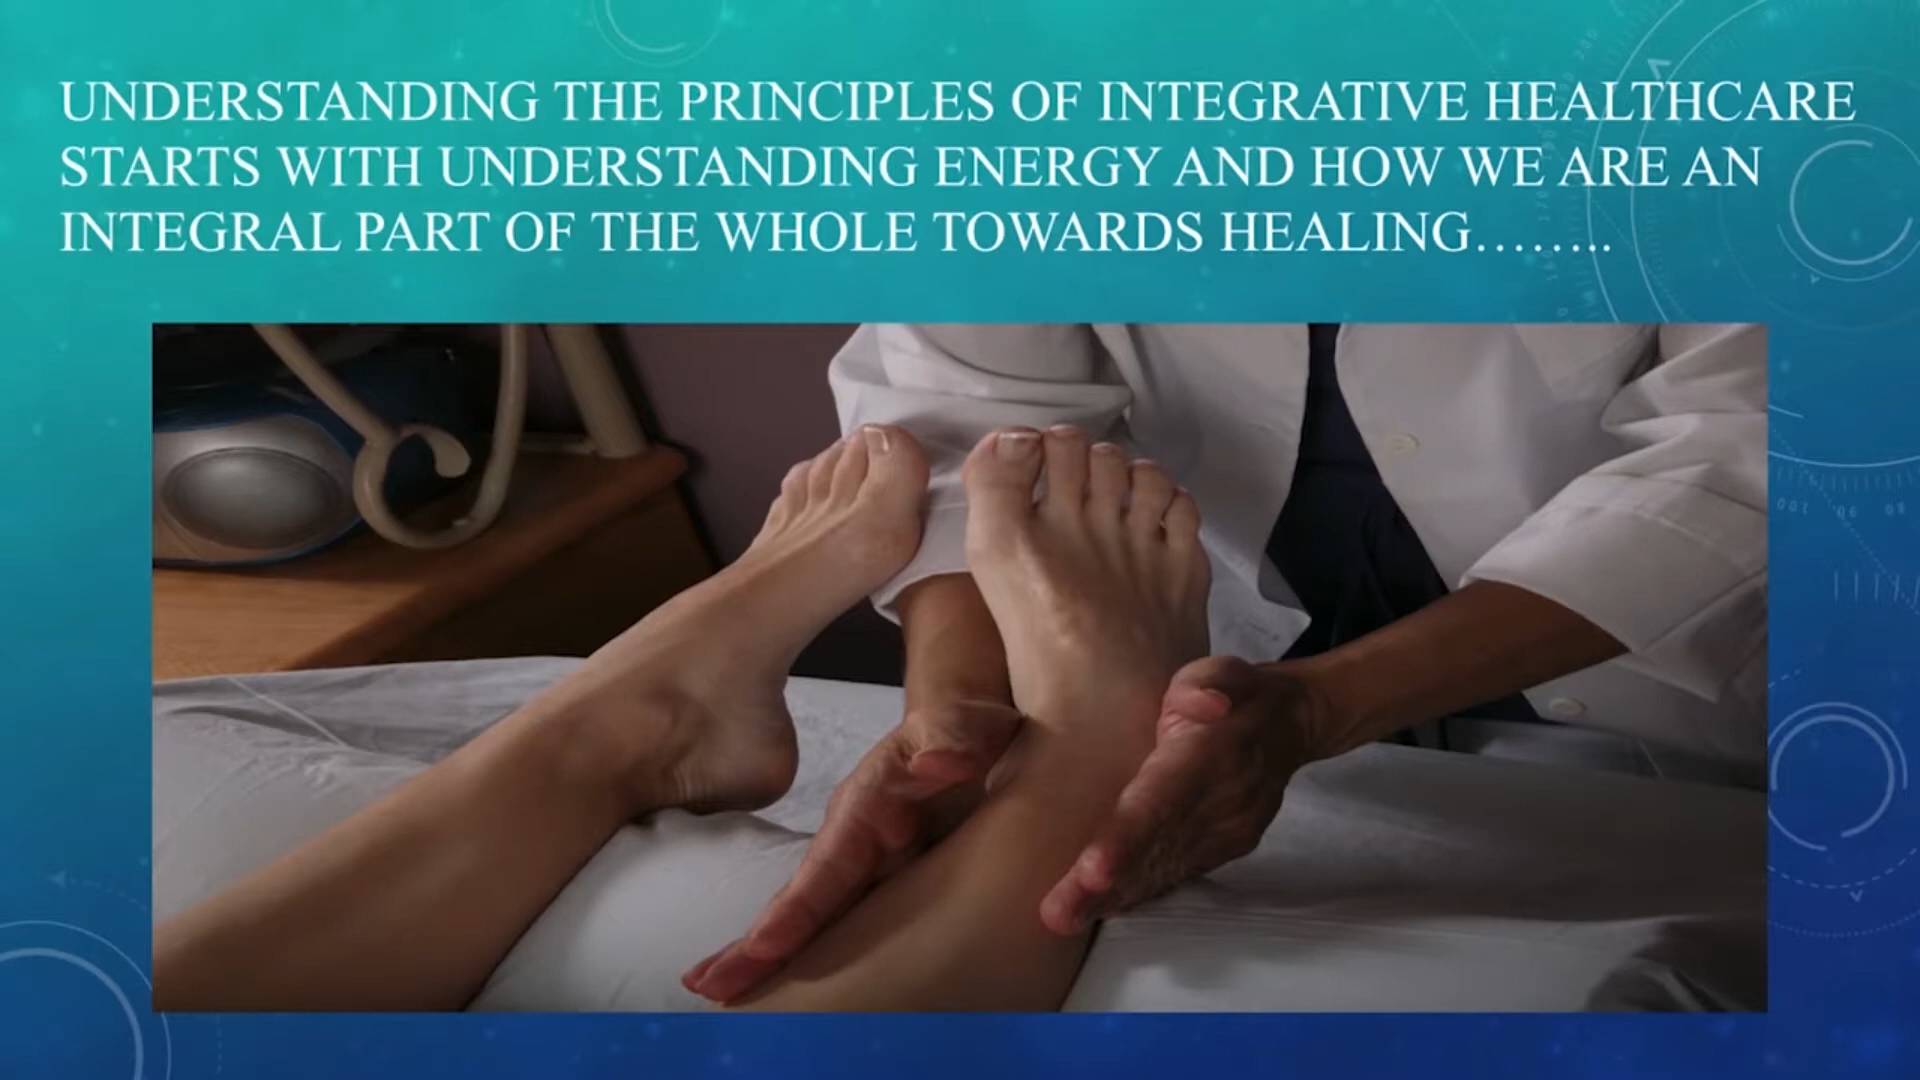 UNDERSTANDING THE PRINCIPLES OF INTEGRATIVE HEALTHCARE
STARTS WITH UNDERSTANDING ENERGY AND HOW WE ARE AN
INTEGRAL PART OF THE WHOLE TOWARDS HEALING……..